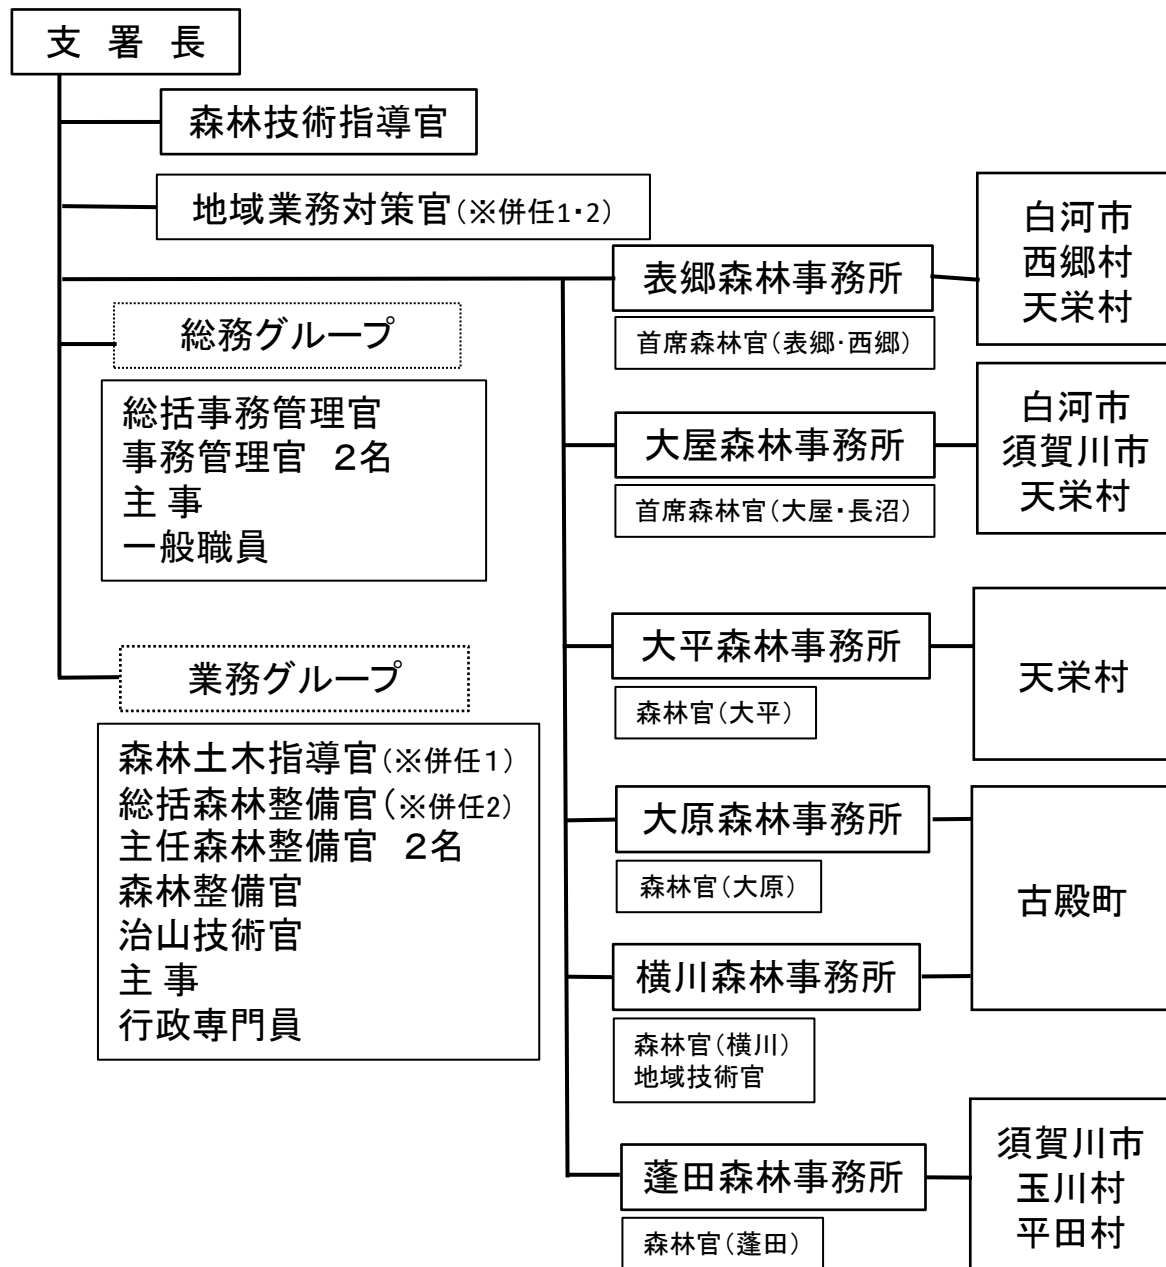 支 署 長
森林技術指導官
地域業務対策官(※併任1・2)
総務グループ
総括事務管理官
事務管理官 2名
主 事
一般職員
業務グループ
森林土木指導官(※併任1)
総括森林整備官(※併任2)
主任森林整備官 2名
森林整備官
治山技術官
主 事
行政専門員
表郷森林事務所
首席森林官(表郷・西郷)
白河市
西郷村
天栄村
大屋森林事務所
首席森林官(大屋・長沼)
白河市
須賀川市
天栄村
大平森林事務所
森林官(大平)
天栄村
大原森林事務所
森林官(大原)
古殿町
横川森林事務所
森林官(横川)
地域技術官
蓬田森林事務所
森林官(蓬田)
須賀川市
玉川村
平田村